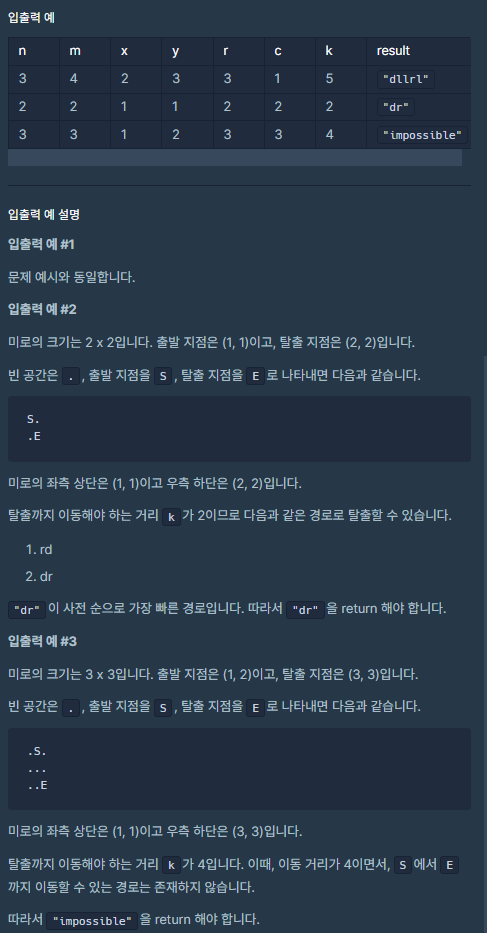 입출력 예
n m x y r c k result
3 4 2 3 3 1 5 "dllrl"
2 2 1 1 2 2 2 "dr"
3 3 1 2 3 3 4 "impossible"
입출력 예 설명
입출력 예 #1
문제 예시와 동일합니다.
입출력 예 #2
미로의 크기는 2 x 2입니다. 출발 지점은 (1, 1)이고, 탈출 지점은 (2, 2)입니다.
빈 공간은 ., 출발 지점을 S, 탈출 지점을 E로 나타내면 다음과 같습니다.
S.
.E
미로의 좌측 상단은 (1, 1)이고 우측 하단은 (2, 2)입니다.
탈출까지 이동해야 하는 거리 k가 2이므로 다음과 같은 경로로 탈출할 수 있습니다.
1. rd
2. dr
"dr"이 사전 순으로 가장 빠른 경로입니다. 따라서 "dr"을 return 해야 합니다.
입출력 예 #3
미로의 크기는 3 x 3입니다. 출발 지점은 (1, 2)이고, 탈출 지점은 (3, 3)입니다.
빈 공간은 ., 출발 지점을 S, 탈출 지점을 E로 나타내면 다음과 같습니다.
.S.
...
..E
미로의 좌측 상단은 (1, 1)이고 우측 하단은 (3, 3)입니다.
탈출까지 이동해야 하는 거리 k가 4입니다. 이때, 이동 거리가 4이면서, S에서 E
까지 이동할 수 있는 경로는 존재하지 않습니다.
따라서 "impossible"을 return 해야 합니다.